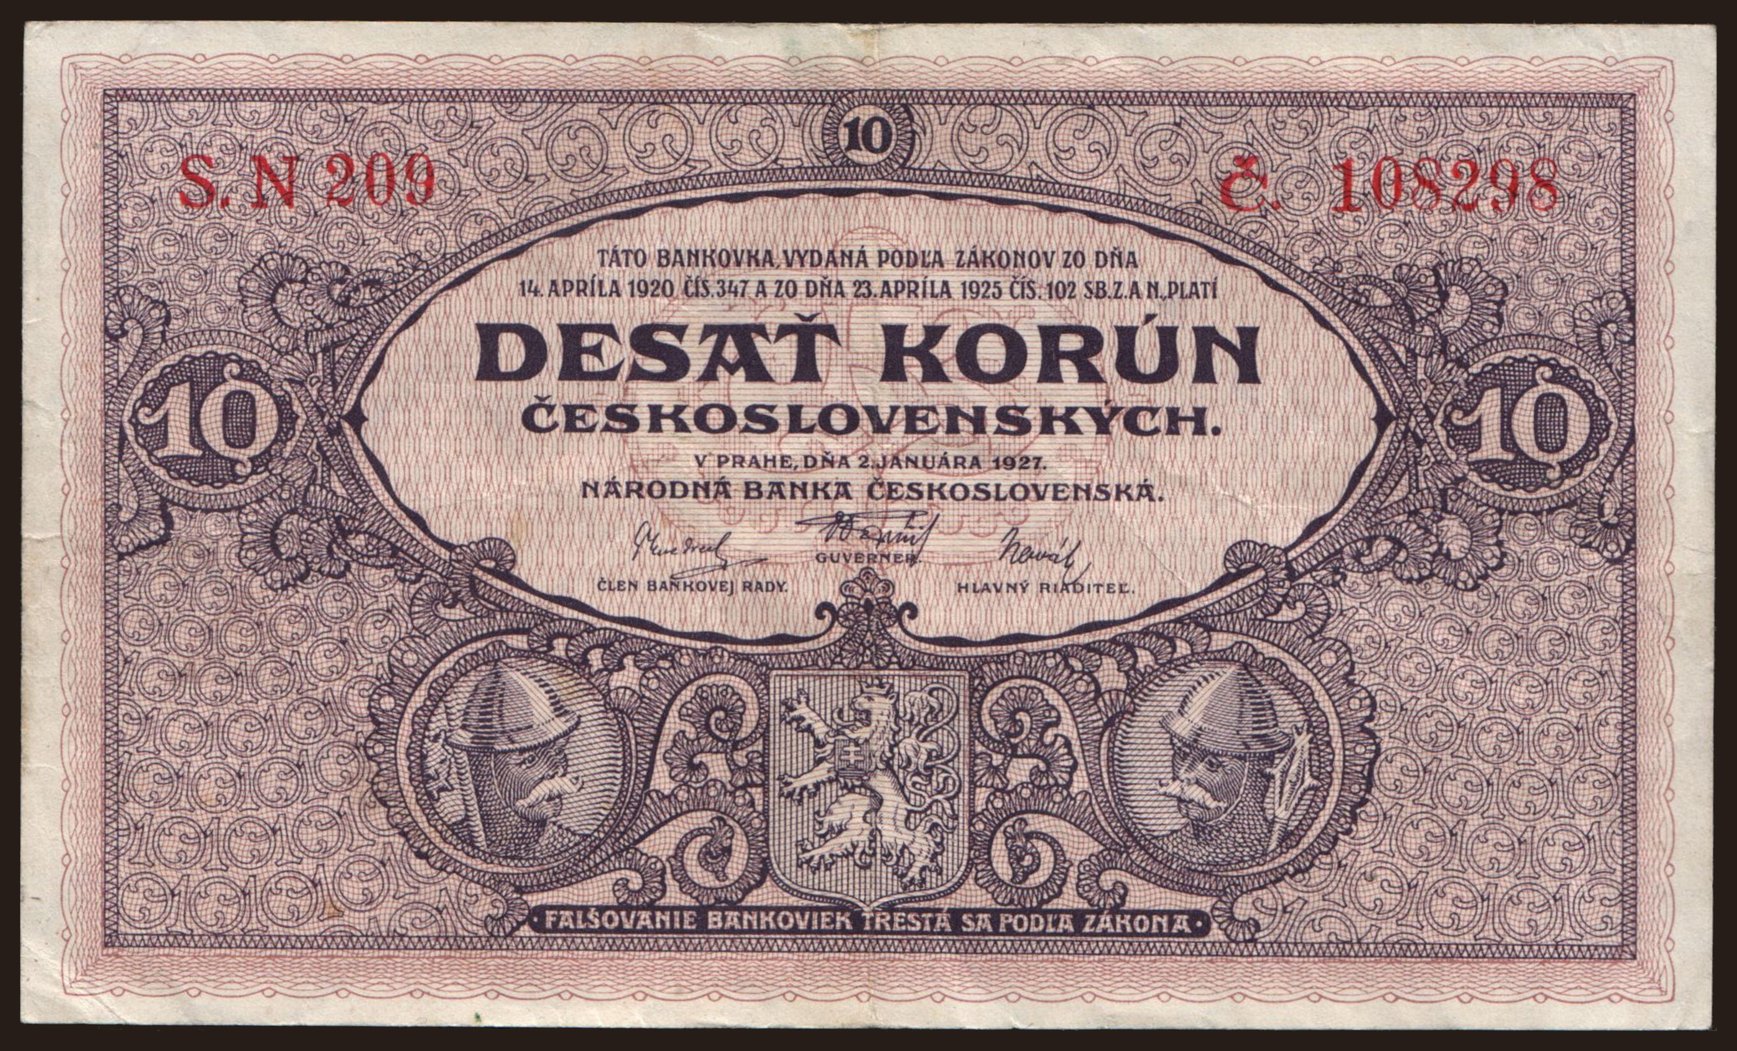 10
S. N 209
Č. 108298
TÁTO BANKOVKA, VYDANÁ PODĽA ZÁKONOV ZO DŇA
14. APRÍLA 1920 ČÍS. 347 A ZO DŇA 23. APRÍLA 1925 ČÍS. 102 SB. Z. A N., PLATÍ
DESAŤ KORÚN
10
ČESKOSLOVENSKÝCH.
10
V PRAHE, DŇA 2. JANUÁRA 1927.
NÁRODNÁ BANKA ČESKOSLOVENSKÁ.
GUVERNER.
ČLEN BANKOVEJ RADY.
HLAVNÝ RIADITEĽ.
· FALŠOVANIE BANKOVIEK TRESTÁ SA PODĽA ZÁKONA ·